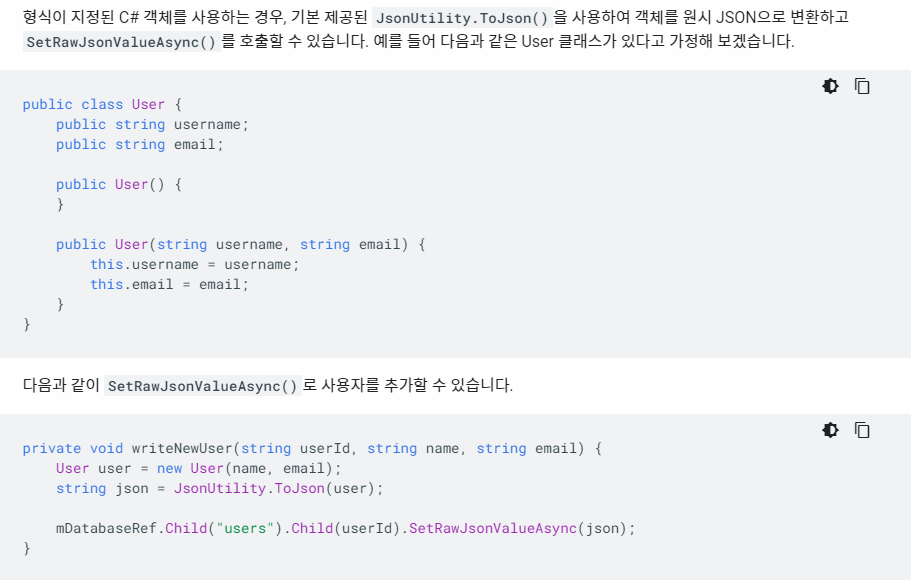 형식이 지정된 C# 객체를 사용하는 경우, 기본 제공된 JsonUtility.ToJson()을 사용하여 객체를 원시 JSON으로 변환하고
SetRawJsonValueAsync()를 호출할 수 있습니다. 예를 들어 다음과 같은 User 클래스가 있다고 가정해 보겠습니다.
public class User {
    public string username;
    public string email;

    public User() {
    }

    public User(string username, string email) {
        this.username = username;
        this.email = email;
    }
}
다음과 같이 SetRawJsonValueAsync()로 사용자를 추가할 수 있습니다.
private void writeNewUser(string userId, string name, string email) {
    User user = new User(name, email);
    string json = JsonUtility.ToJson(user);

    mDatabaseRef.Child("users").Child(userId).SetRawJsonValueAsync(json);
}